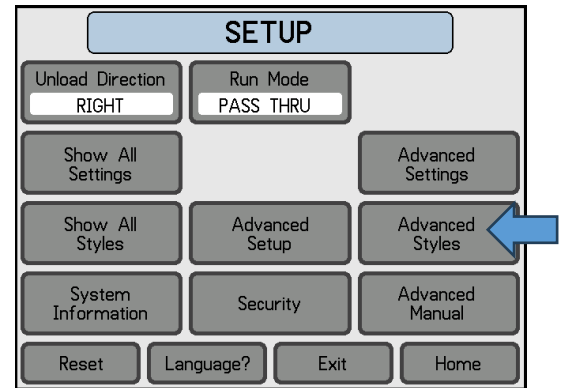 SETUP
Unload Direction
RIGHT
Run Mode
PASS THRU
Show All
Settings
Advanced
Settings
Show All
Styles
Advanced
Setup
Advanced
Styles
System
Information
Security
Advanced
Manual
Reset
Language?
Exit
Home